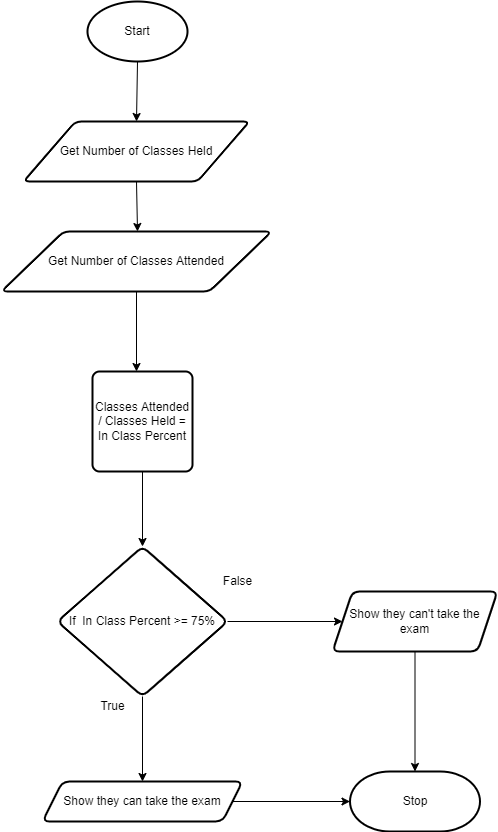 Start
Get Number of Classes Held
Get Number of Classes Attended
Classes Attended
/ Classes Held =
In Class Percent
False
If  In Class Percent >= 75%
Show they can't take the
exam
True
Show they can take the exam
Stop